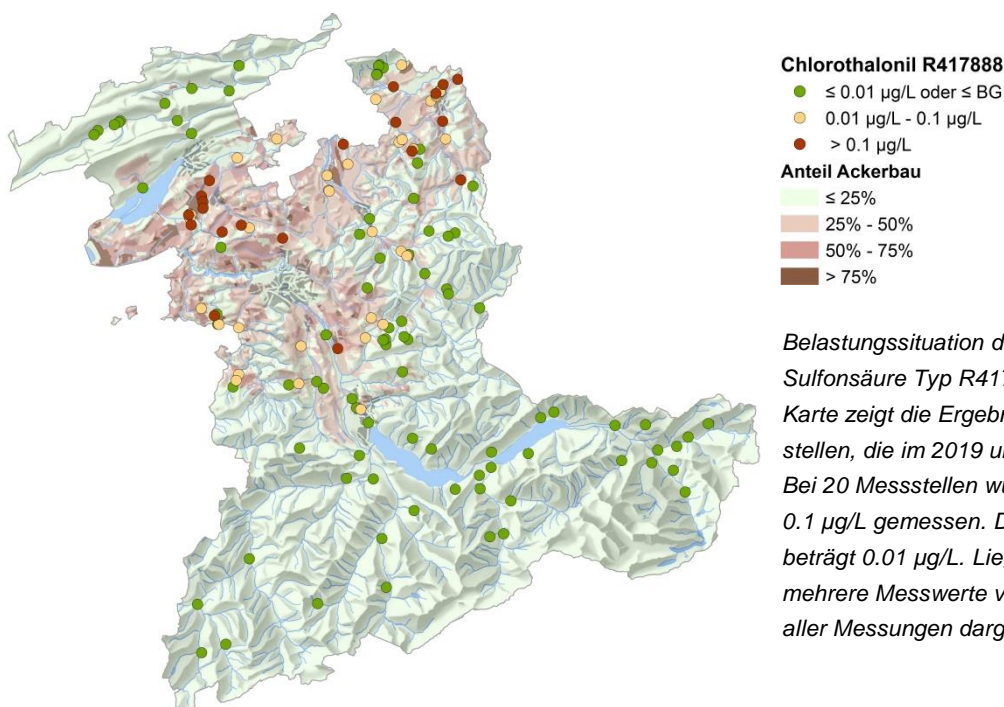 Chlorothalonil R417888
≤ 0.01 µg/L oder ≤ BG
0.01 µg/L - 0.1 µg/L
> 0.1 µg/L
Anteil Ackerbau
≤ 25%
25% - 50%
50% - 75%
> 75%
Belastungssituation d
Sulfonsäure Typ R417
Karte zeigt die Ergeb
stellen, die im 2019 u
Bei 20 Messstellen wu
0.1 µg/L gemessen. D
beträgt 0.01 µg/L. Lie
mehrere Messwerte v
aller Messungen darg